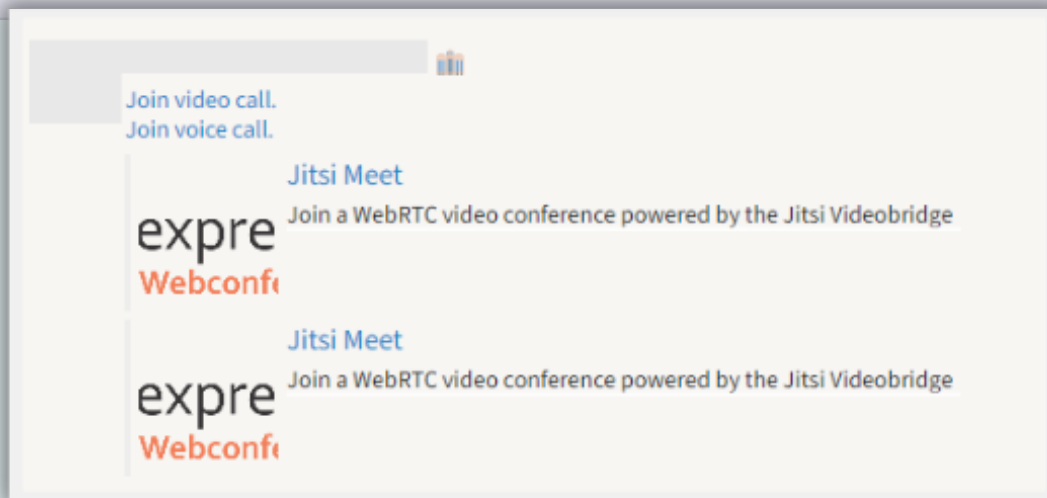 Join video call.
Join voice call.
Jitsi Meet
Join a WebRTC video conference powered by the Jitsi Videobridge
expre
Webconfe
Jitsi Meet
Join a WebRTC video conference powered by the Jitsi Videobridge
expre
Webconfe